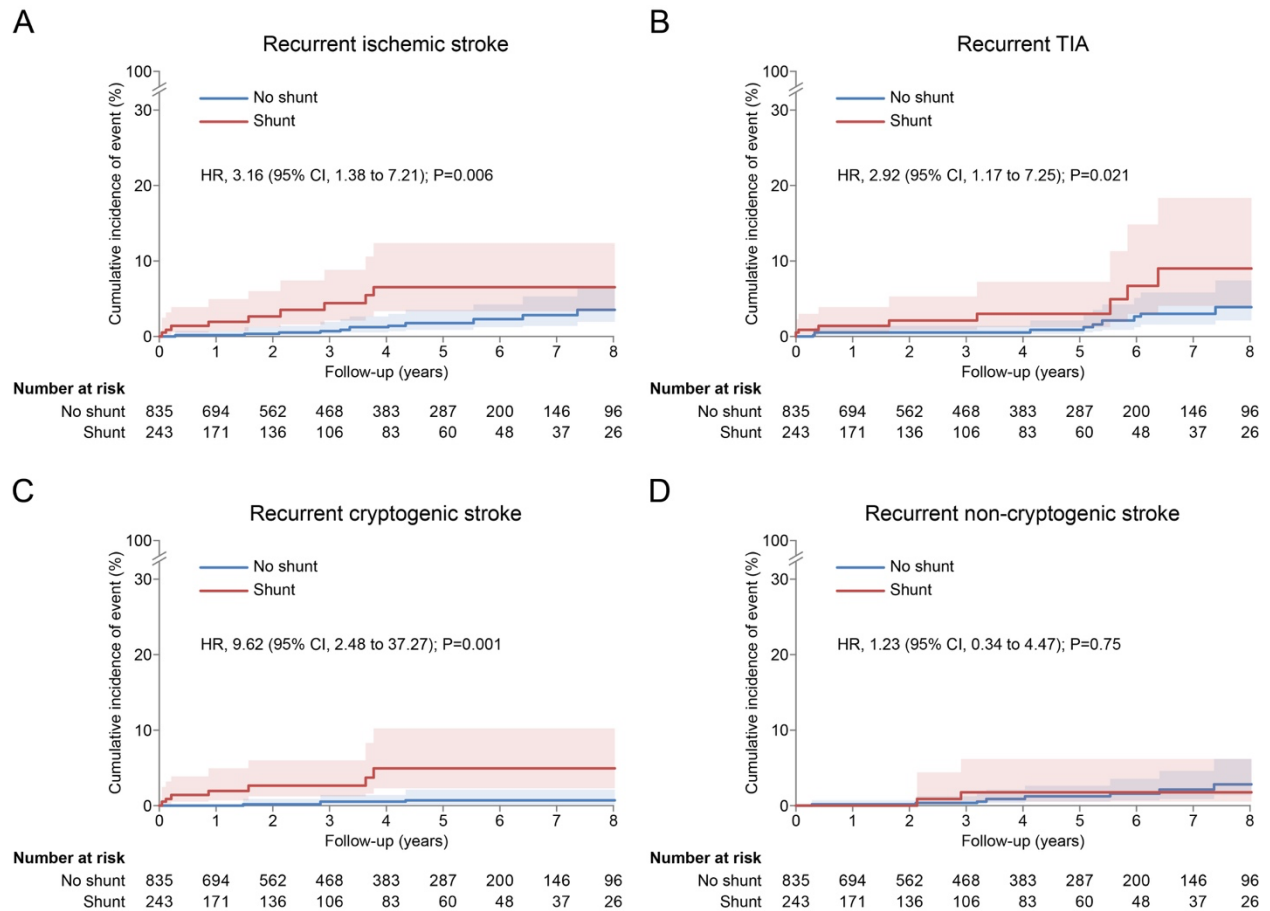 A
Recurrent ischemic stroke
Cumulative incidence of event (%)
100
30
20
10
0
No shunt
Shunt
HR, 3.16 (95% CI, 1.38 to 7.21); P=0.006
0 1 2 3 4 5 6 7 8
Follow-up (years)
Number at risk
No shunt 835 694 562 468 383 287 200 146 96
Shunt 243 171 136 106 83 60 48 37 26
B
Recurrent TIA
Cumulative incidence of event (%)
100
30
20
10
0
No shunt
Shunt
HR, 2.92 (95% CI, 1.17 to 7.25); P=0.021
0 1 2 3 4 5 6 7 8
Follow-up (years)
Number at risk
No shunt 835 694 562 468 383 287 200 146 96
Shunt 243 171 136 106 83 60 48 37 26
C
Recurrent cryptogenic stroke
Cumulative incidence of event (%)
100
30
20
10
0
No shunt
Shunt
HR, 9.62 (95% CI, 2.48 to 37.27); P=0.001
0 1 2 3 4 5 6 7 8
Follow-up (years)
Number at risk
No shunt 835 694 562 468 383 287 200 146 96
Shunt 243 171 136 106 83 60 48 37 26
D
Recurrent non-cryptogenic stroke
Cumulative incidence of event (%)
100
30
20
10
0
No shunt
Shunt
HR, 1.23 (95% CI, 0.34 to 4.47); P=0.75
0 1 2 3 4 5 6 7 8
Follow-up (years)
Number at risk
No shunt 835 694 562 468 383 287 200 146 96
Shunt 243 171 136 106 83 60 48 37 26